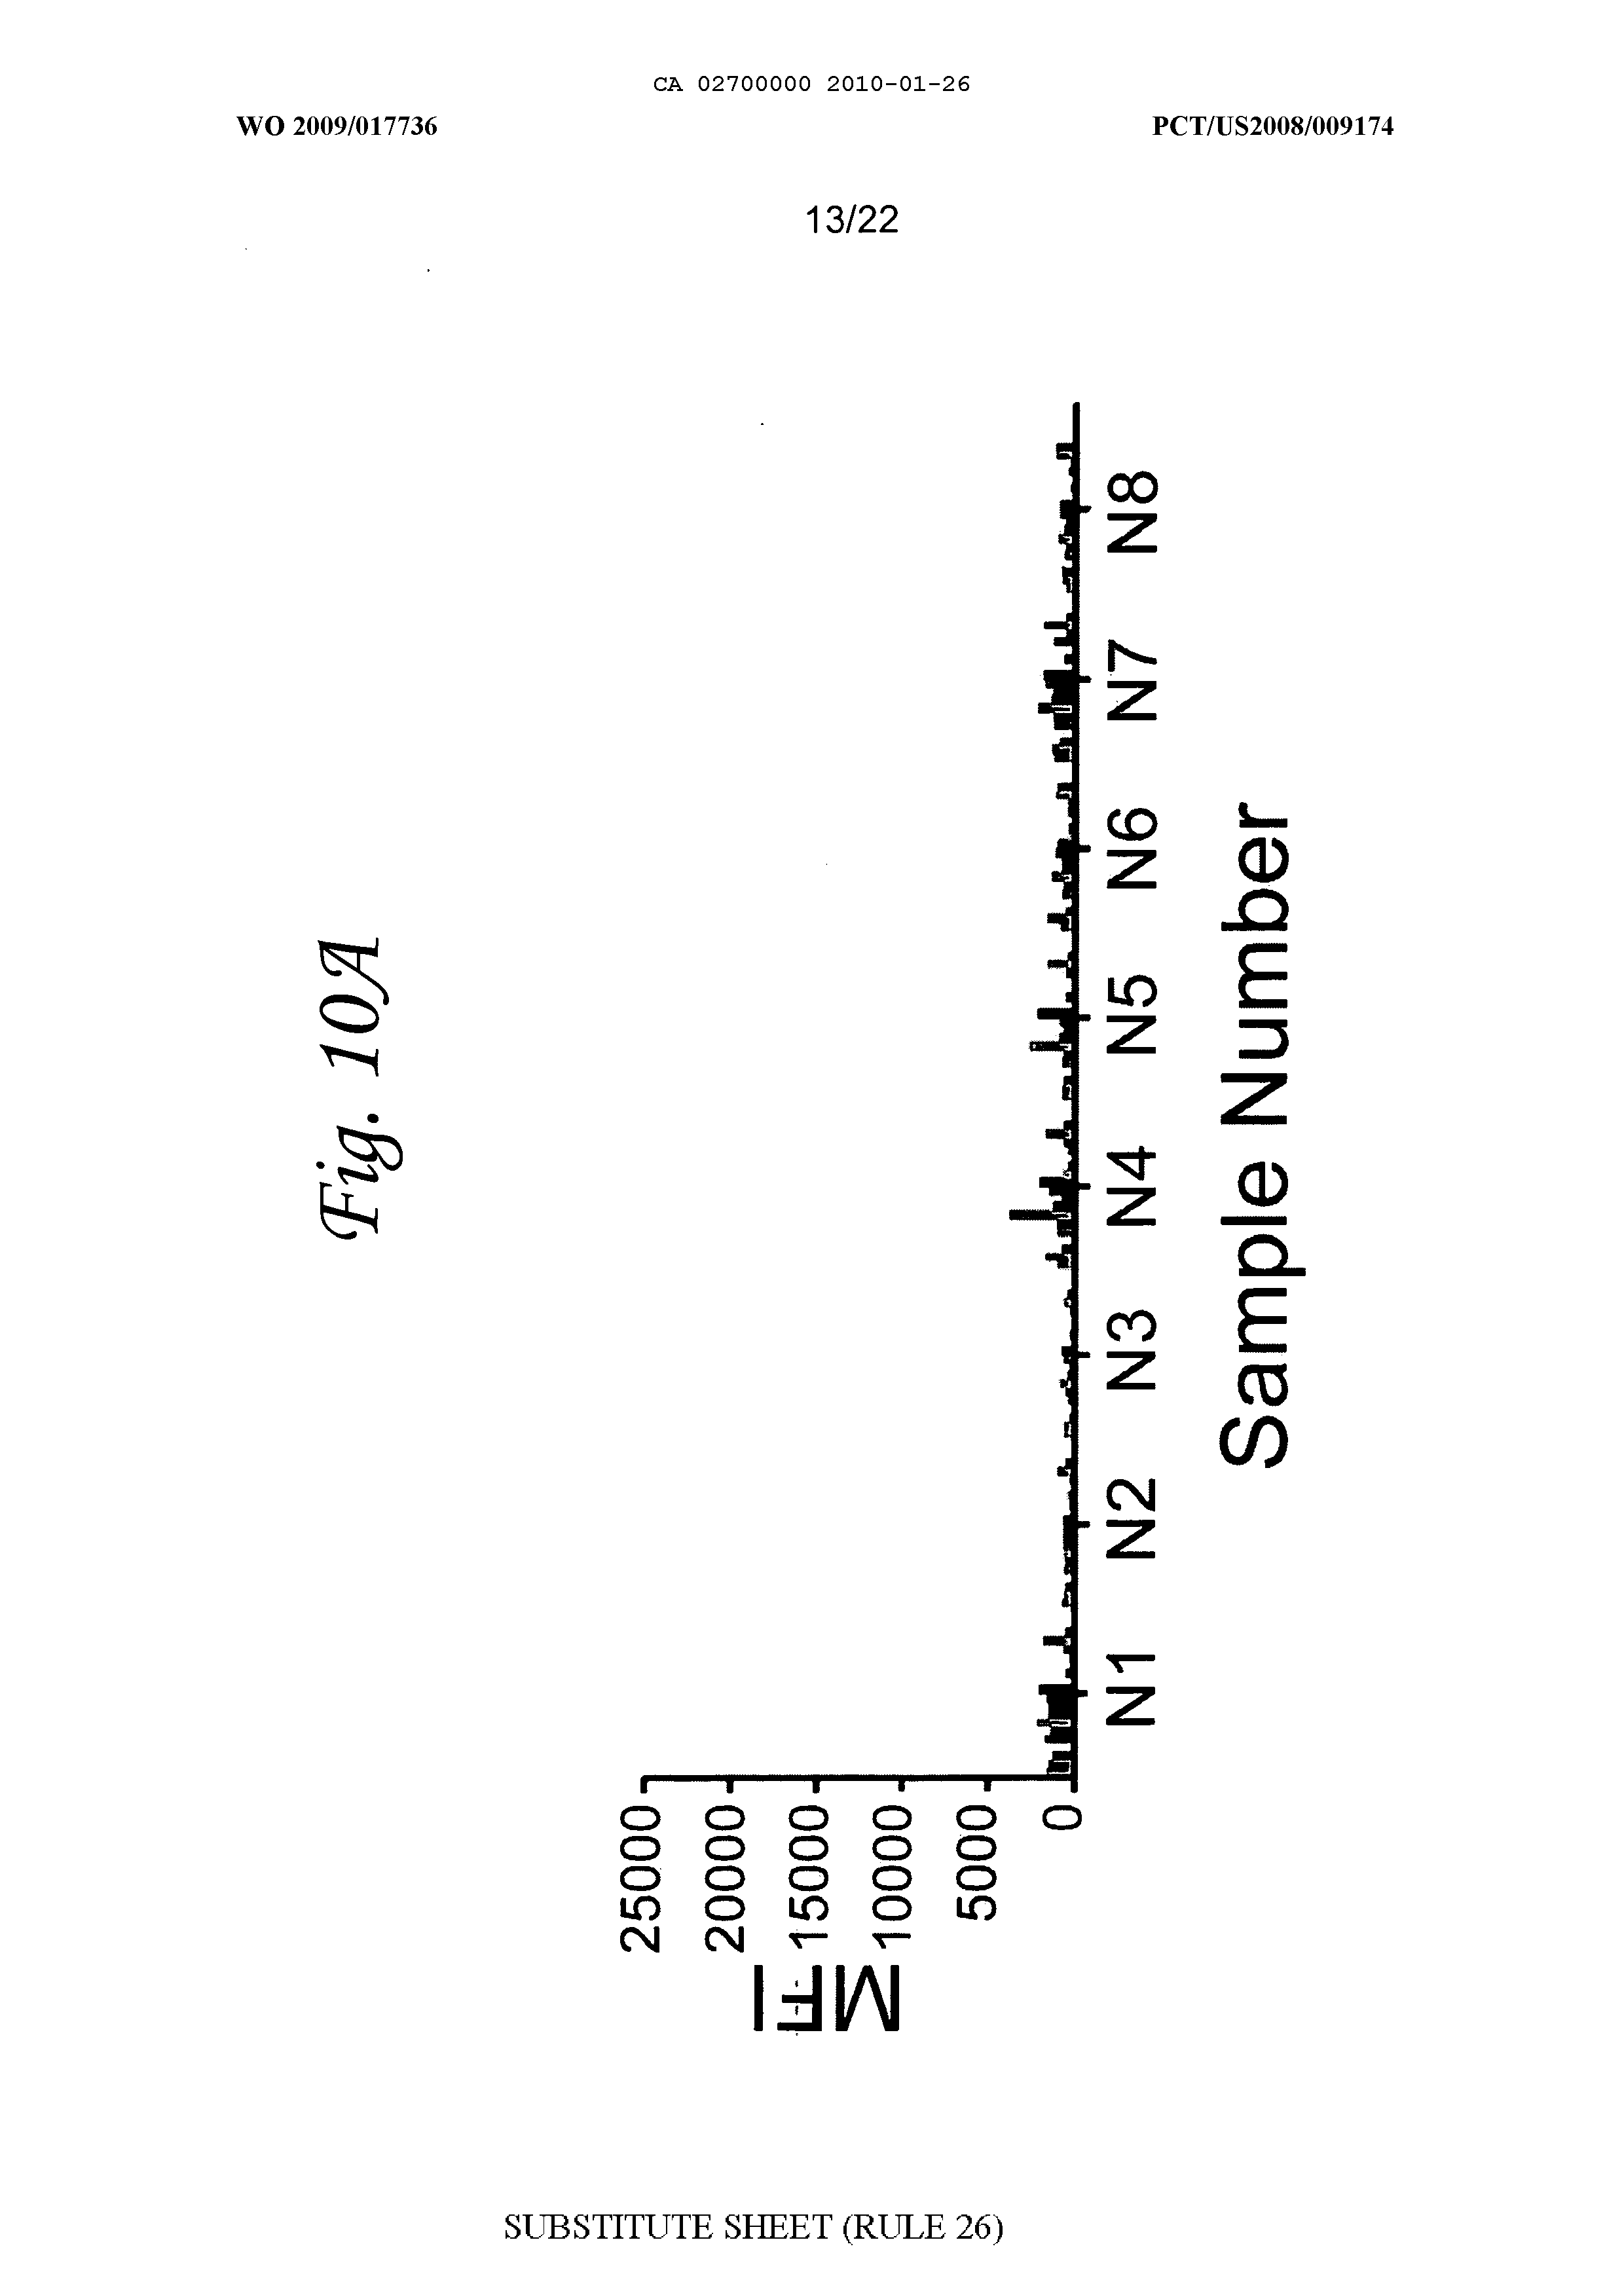 CA 02700000 2010-01-26
WO 2009/017736
PCT/US2008/009174
13/22
Fig. 10A
MFI
25000
20000
15000
10000
5000
0
N1
N2
N3
N4
N5
N6
N7
N8
Sample Number
SUBSTITUTE SHEET (RULE 26)